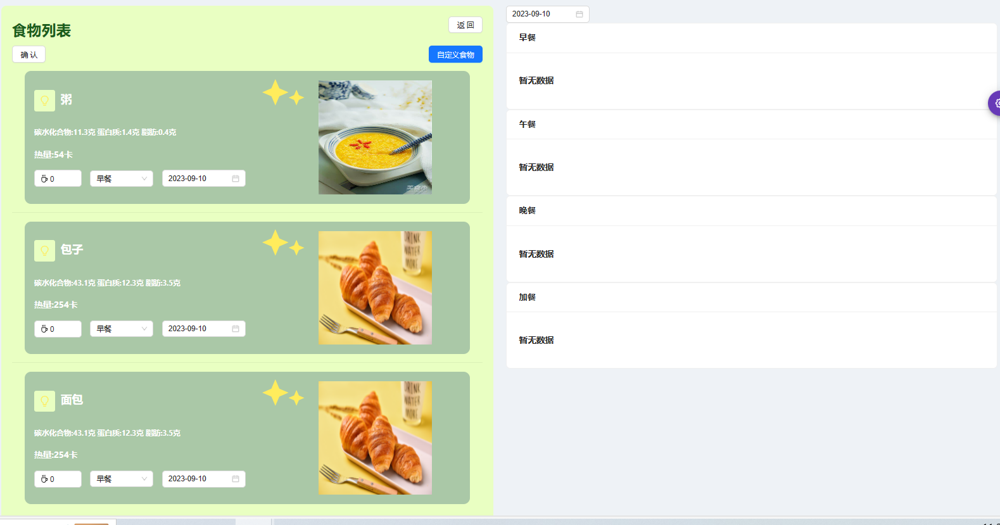 食物列表
返 回
确 认
自定义食物
粥
碳水化合物:11.3克 蛋白质:1.4克 脂肪:0.4克
热量:54卡
0
早餐
2023-09-10
包子
碳水化合物:43.1克 蛋白质:12.3克 脂肪:3.5克
热量:254卡
0
早餐
2023-09-10
DRINK
WATER
MORE
面包
碳水化合物:43.1克 蛋白质:12.3克 脂肪:3.5克
热量:254卡
0
早餐
2023-09-10
DRINK
WATER
MORE
2023-09-10
早餐
暂无数据
午餐
暂无数据
晚餐
暂无数据
加餐
暂无数据